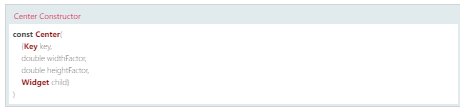 Center Constructor
const Center(
{Key key,
double widthFactor,
double heightFactor,
Widget child}
)